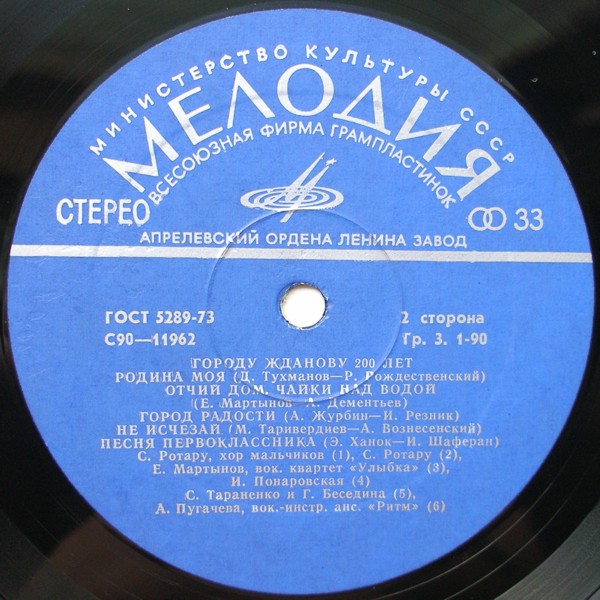 МИНИСТЕРСТВО КУЛЬТУРЫ СССР
МЕЛОДИЯ
ВСЕСОЮЗНАЯ ФИРМА ГРАМПЛАСТИНОК
СТЕРЕО
33
АПРЕЛЕВСКИЙ ОРДЕНА ЛЕНИНА ЗАВОД
ГОСТ 5289-73
2 сторона
С90—11962
Гр. 3. 1-90
ГОРОДУ ЖДАНОВУ 200 ЛЕТ
РОДИНА МОЯ (Д. Тухманов—Р. Рождественский)
ОТЧИЙ ДОМ. ЧАЙКИ НАД ВОДОЙ
(Е. Мартынов—А. Дементьев)
ГОРОД РАДОСТИ (А. Журбин—И. Резник)
НЕ ИСЧЕЗАЙ (М. Таривердиев—А. Вознесенский)
ПЕСНЯ ПЕРВОКЛАССНИКА (Э. Ханок—И. Шаферан)
С. Ротару, хор мальчиков (1), С. Ротару (2),
Е. Мартынов, вок. квартет «Улыбка» (3),
И. Понаровская (4)
С. Тараненко и Г. Беседина (5),
А. Пугачева, вок.-инстр. анс. «Ритм» (6)